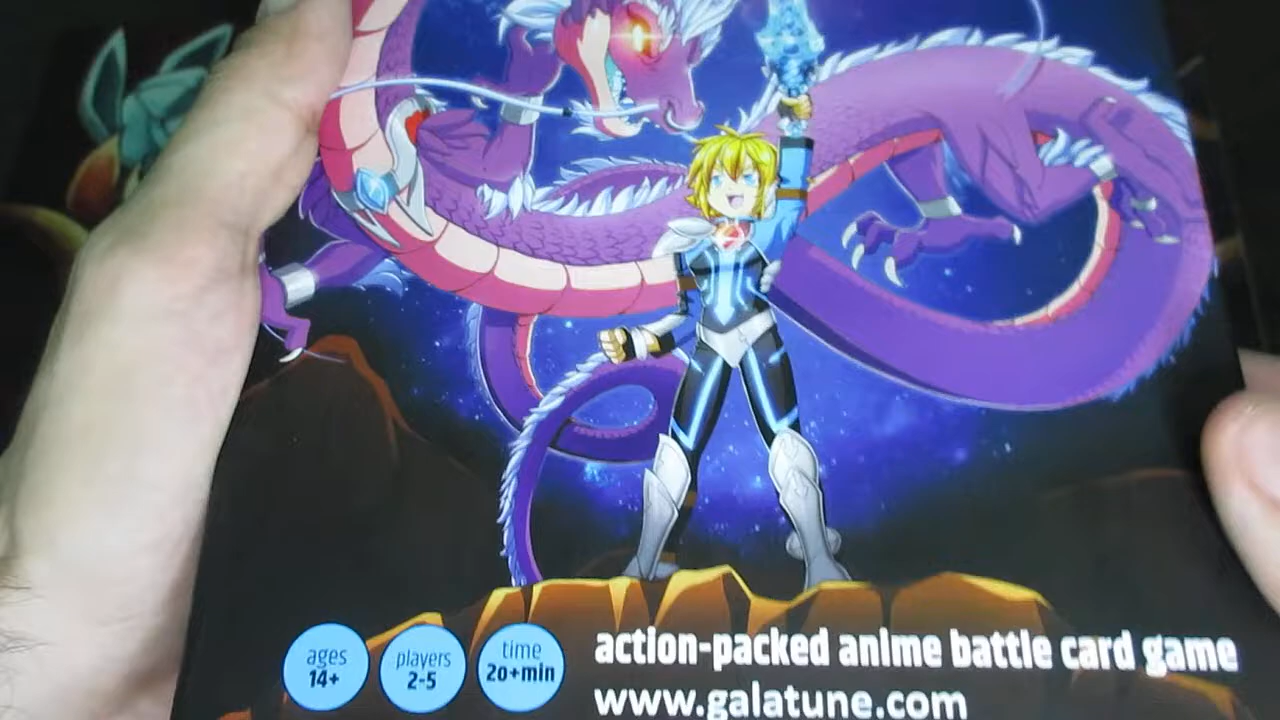 ages
14+
players
2-5
time
20+min
action-packed anime battle card game
www.galatune.com